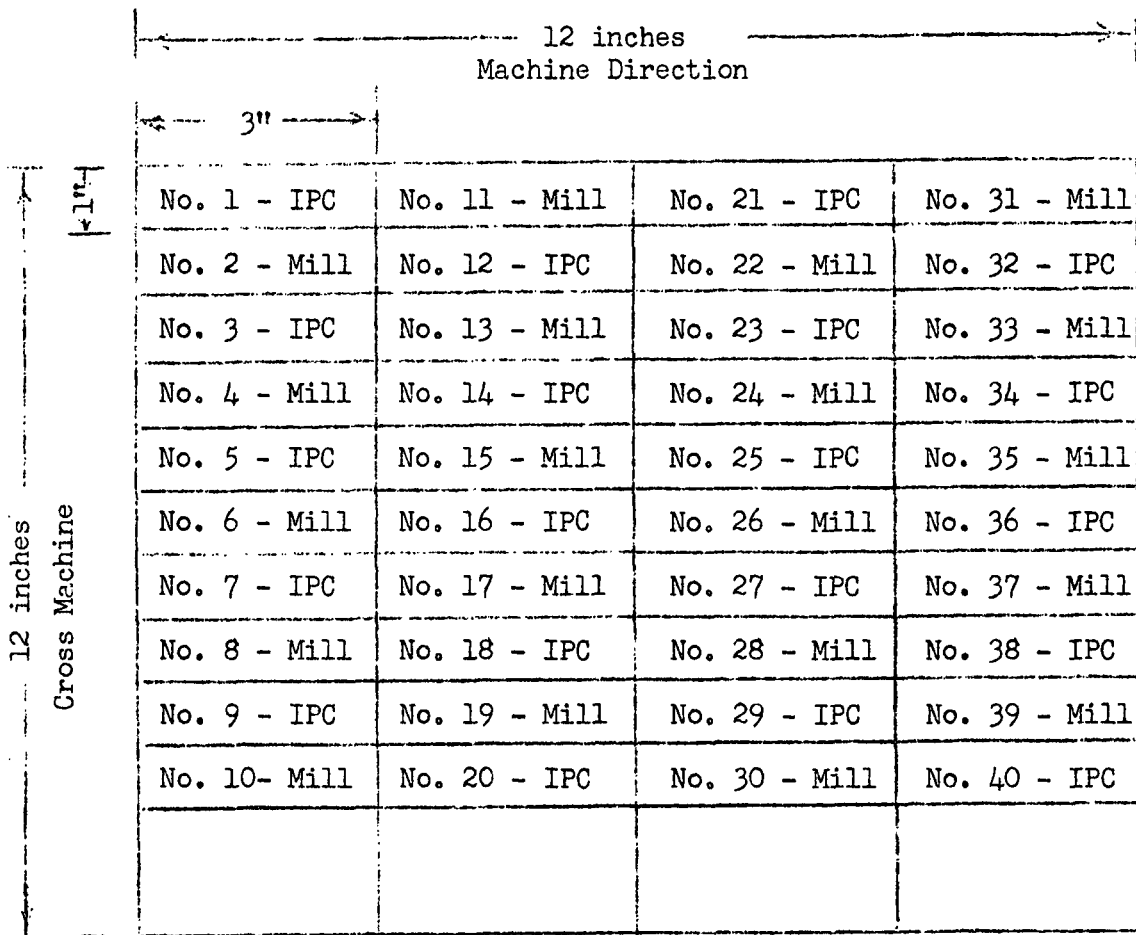 12 inches
Machine Direction
3"
1"
12 inches
Cross Machine
No. 1 - IPC No. 11 - Mill No. 21 - IPC No. 31 - Mill
No. 2 - Mill No. 12 - IPC No. 22 - Mill No. 32 - IPC
No. 3 - IPC No. 13 - Mill No. 23 - IPC No. 33 - Mill
No. 4 - Mill No. 14 - IPC No. 24 - Mill No. 34 - IPC
No. 5 - IPC No. 15 - Mill No. 25 - IPC No. 35 - Mill
No. 6 - Mill No. 16 - IPC No. 26 - Mill No. 36 - IPC
No. 7 - IPC No. 17 - Mill No. 27 - IPC No. 37 - Mill
No. 8 - Mill No. 18 - IPC No. 28 - Mill No. 38 - IPC
No. 9 - IPC No. 19 - Mill No. 29 - IPC No. 39 - Mill
No. 10- Mill No. 20 - IPC No. 30 - Mill No. 40 - IPC